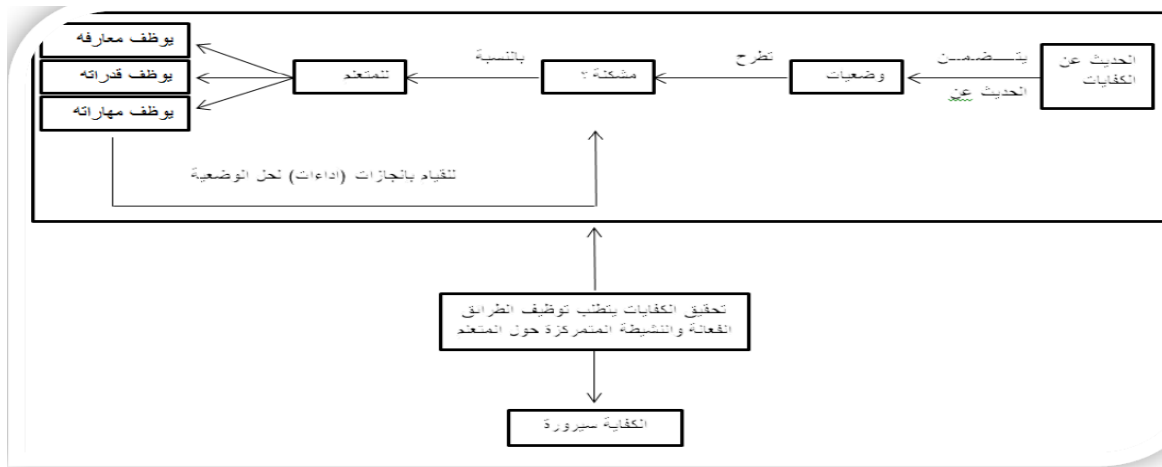 الحديث عن
الكفايات
يتـــضـمــن
الحديث عن
وضعيات
تطرح
مشكلة ؟
بالنسبة
للمتعلم
يوظف معارفه
يوظف قدراته
يوظف مهاراته
للقيام بانجازات (اداءات) لحل الوضعية
تحقيق الكفايات يتطلب توظيف الطرائق
الفعالة والنشيطة المتمركزة حول المتعلم
الكفاية سيرورة